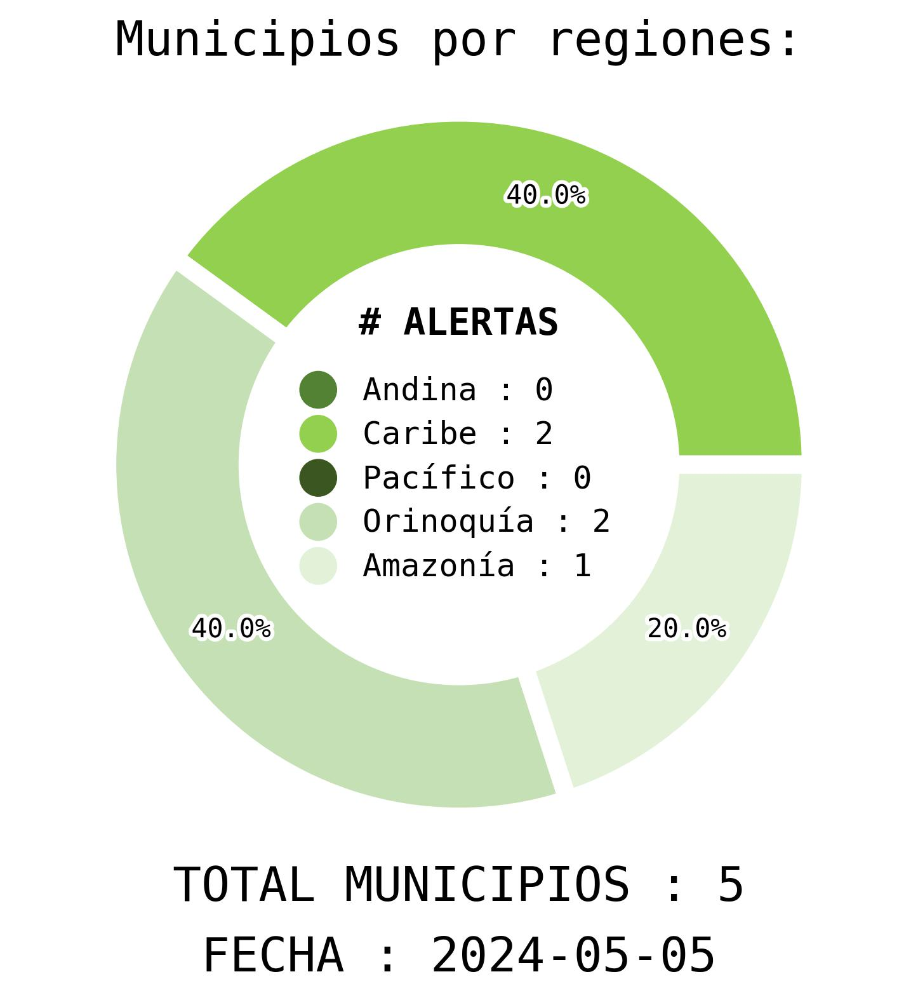 Municipios por regiones:
40.0%
# ALERTAS
Andina : 0
Caribe : 2
Pacífico : 0
Orinoquía : 2
Amazonía : 1
40.0%
20.0%
TOTAL MUNICIPIOS : 5
FECHA : 2024-05-05